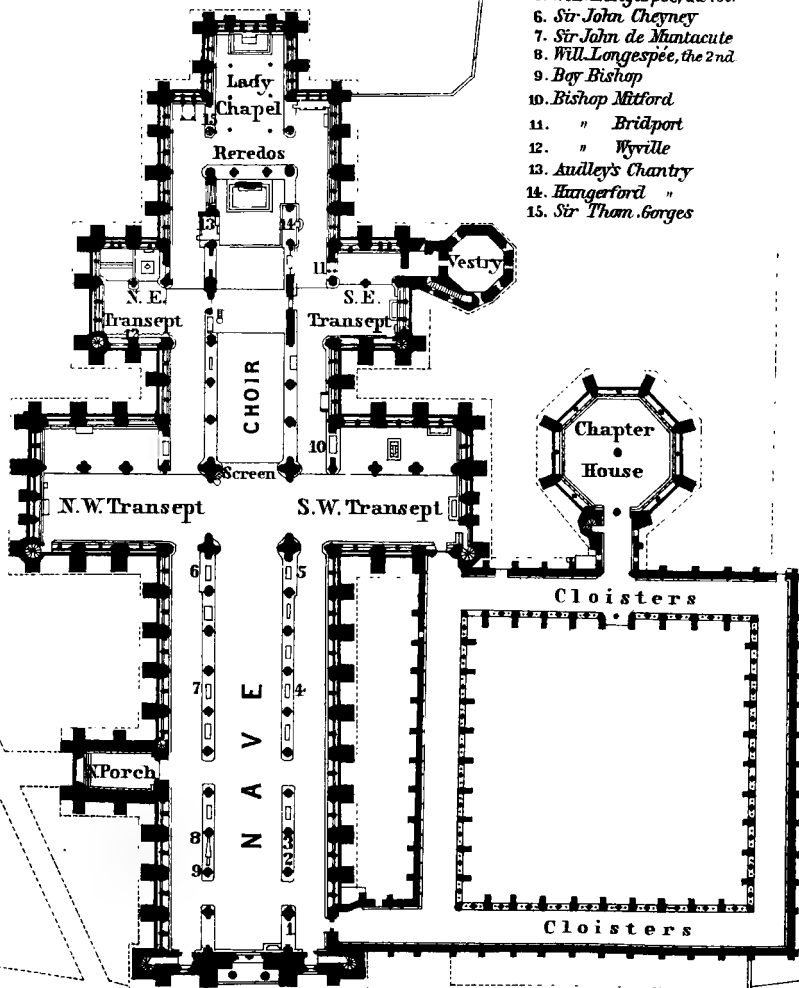 6. Sir John Cheyney
7. Sir John de Muntacute
8. Will. Longespée, the 2nd
9. Boy Bishop
10. Bishop Mitford
11. " Bridport
12. " Wyville
13. Audley's Chantry
14. Hungerford "
15. Sir Thom. Gorges
Lady
Chapel
15
Reredos
13
14
11
Vestry
N. E.
Transept
12
S. E.
Transept
CHOIR
10
Chapter
House
Screen
N.W. Transept
S.W. Transept
6
5
Cloisters
7
4
NAVE
N. Porch
8
3
2
9
1
Cloisters